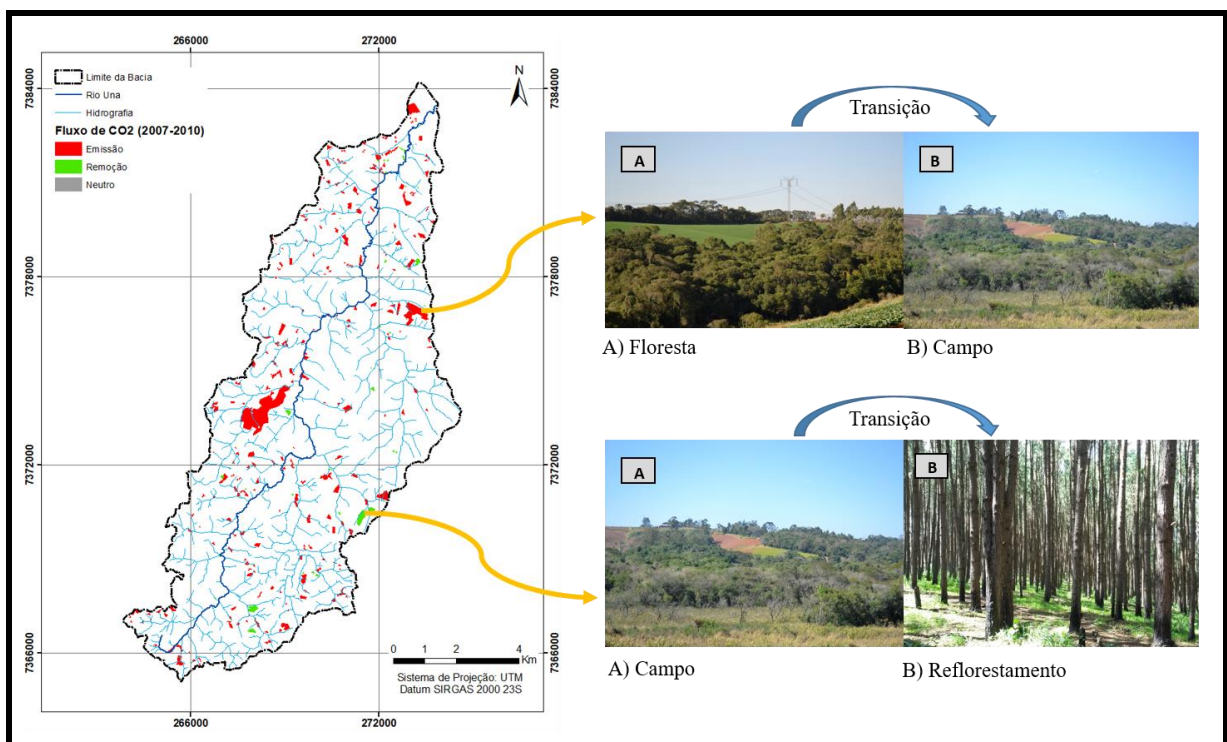 266000
272000
7384000
7384000
N
Limite da Bacia
Rio Una
Hidrografia
Fluxo de CO2 (2007-2010)
Emissão
Remoção
Neutro
7378000
7378000
7372000
7372000
7366000
7366000
0 1 2 4
Km
Sistema de Projeção: UTM
Datum SIRGAS 2000 23S
266000
272000
Transição
A
B
A) Floresta
B) Campo
Transição
A
B
A) Campo
B) Reflorestamento